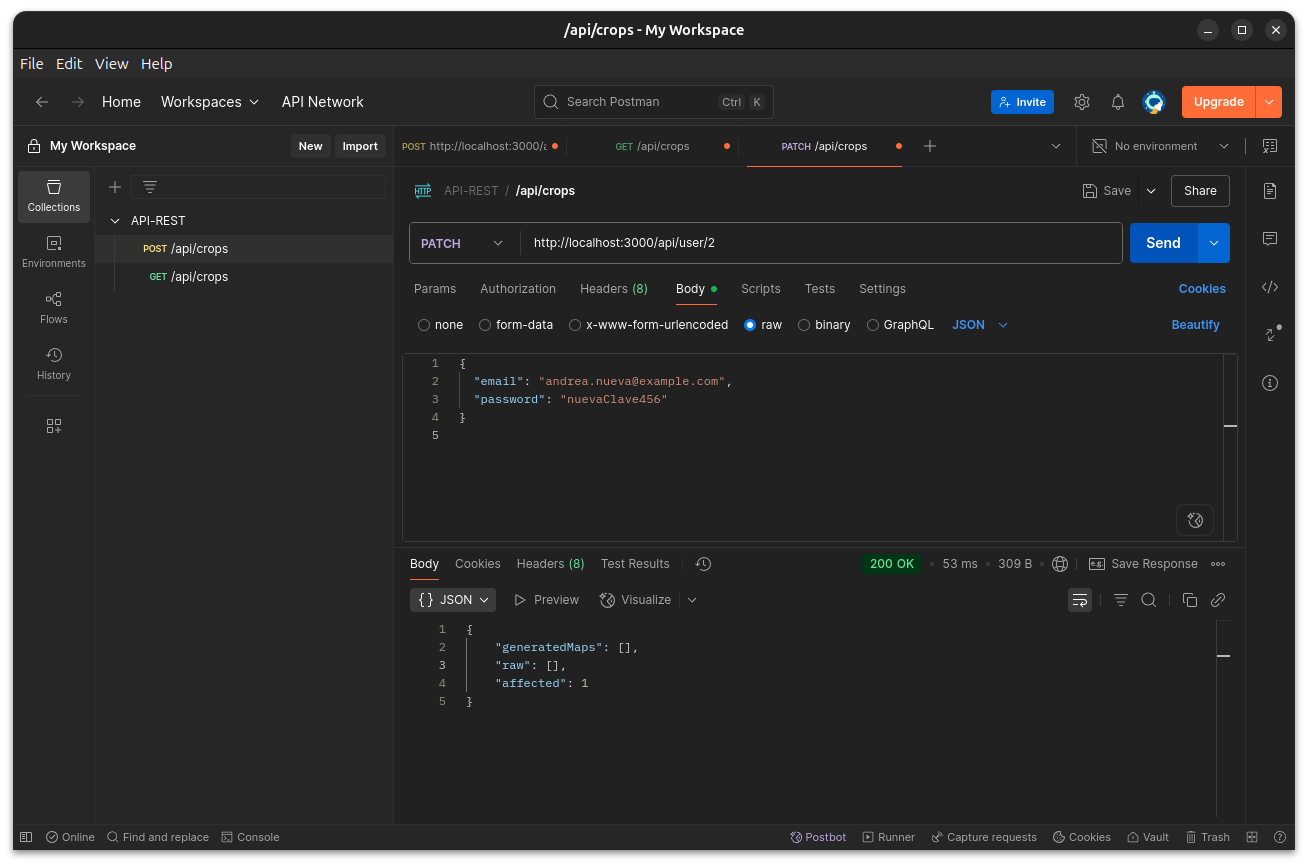 /api/crops - My Workspace
File Edit View Help
Home Workspaces API Network Search Postman Ctrl K Invite Upgrade
My Workspace New Import POST http://localhost:3000/a GET /api/crops PATCH /api/crops No environment
Collections
Environments
Flows
History
API-REST
POST /api/crops
GET /api/crops
HTTP API-REST / /api/crops Save Share
PATCH http://localhost:3000/api/user/2 Send
Params Authorization Headers (8) Body Scripts Tests Settings Cookies
none form-data x-www-form-urlencoded raw binary GraphQL JSON Beautify
1 {
2 "email": "andrea.nueva@example.com",
3 "password": "nuevaClave456"
4 }
5
Body Cookies Headers (8) Test Results 200 OK 53 ms 309 B e.g. Save Response
{} JSON Preview Visualize
1 {
2 "generatedMaps": [],
3 "raw": [],
4 "affected": 1
5 }
Online Find and replace Console Postbot Runner Capture requests Cookies Vault Trash